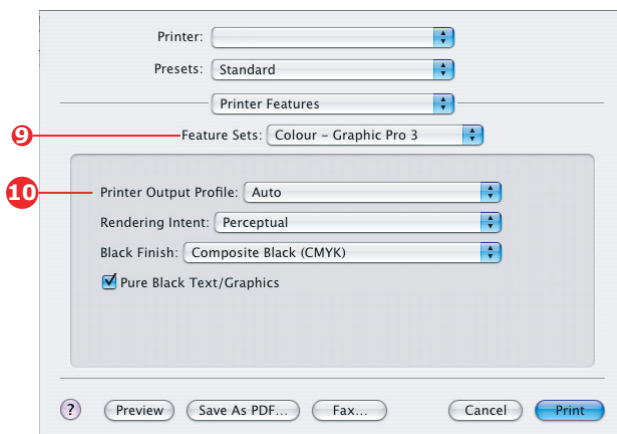 Printer:
Presets: Standard
Printer Features
9
Feature Sets: Colour – Graphic Pro 3
10
Printer Output Profile: Auto
Rendering Intent: Perceptual
Black Finish: Composite Black (CMYK)
Pure Black Text/Graphics
? Preview Save As PDF... Fax... Cancel Print